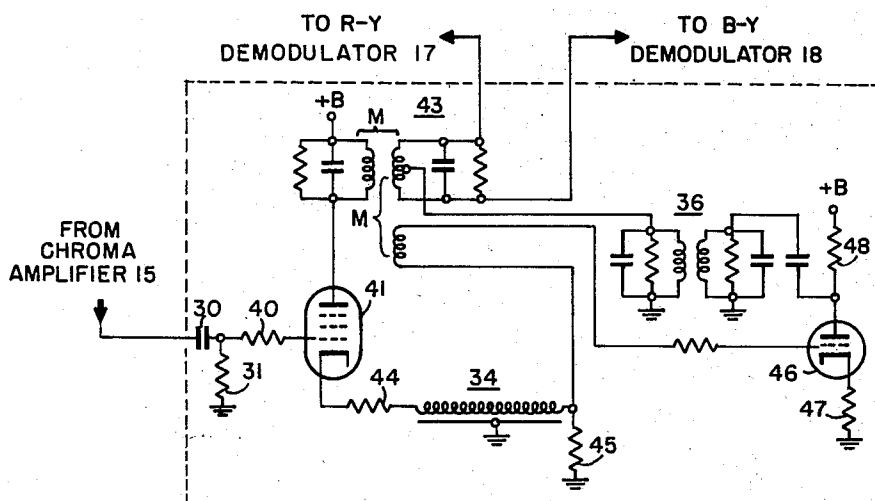 TO R-Y
DEMODULATOR 17
TO B-Y
DEMODULATOR 18
+B
M
43
M
36
+B
48
FROM
CHROMA
AMPLIFIER 15
30
40
41
31
44
34
45
46
47